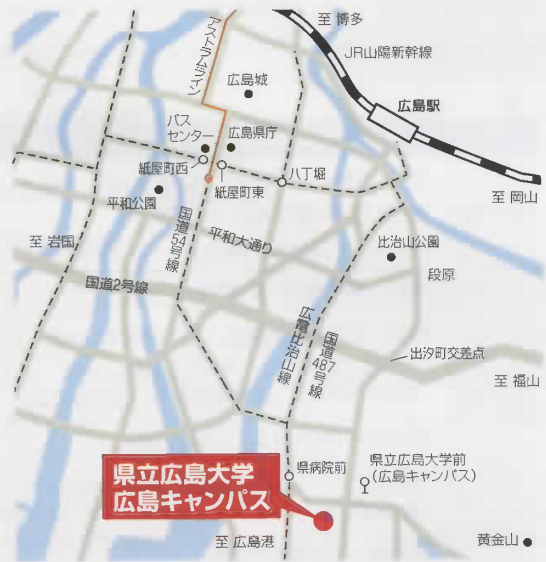 至 博多
アストラムライン
JR山陽新幹線
広島城
広島駅
バス
センター
広島県庁
紙屋町西
八丁堀
紙屋町東
至 岡山
平和公園
国道54号線
平和大通り
至 岩国
比治山公園
段原
国道2号線
広電比治山線
国道487号線
出汐町交差点
至 福山
県立広島大学
広島キャンパス
県病院前
県立広島大学前
(広島キャンパス)
至 広島港
黄金山